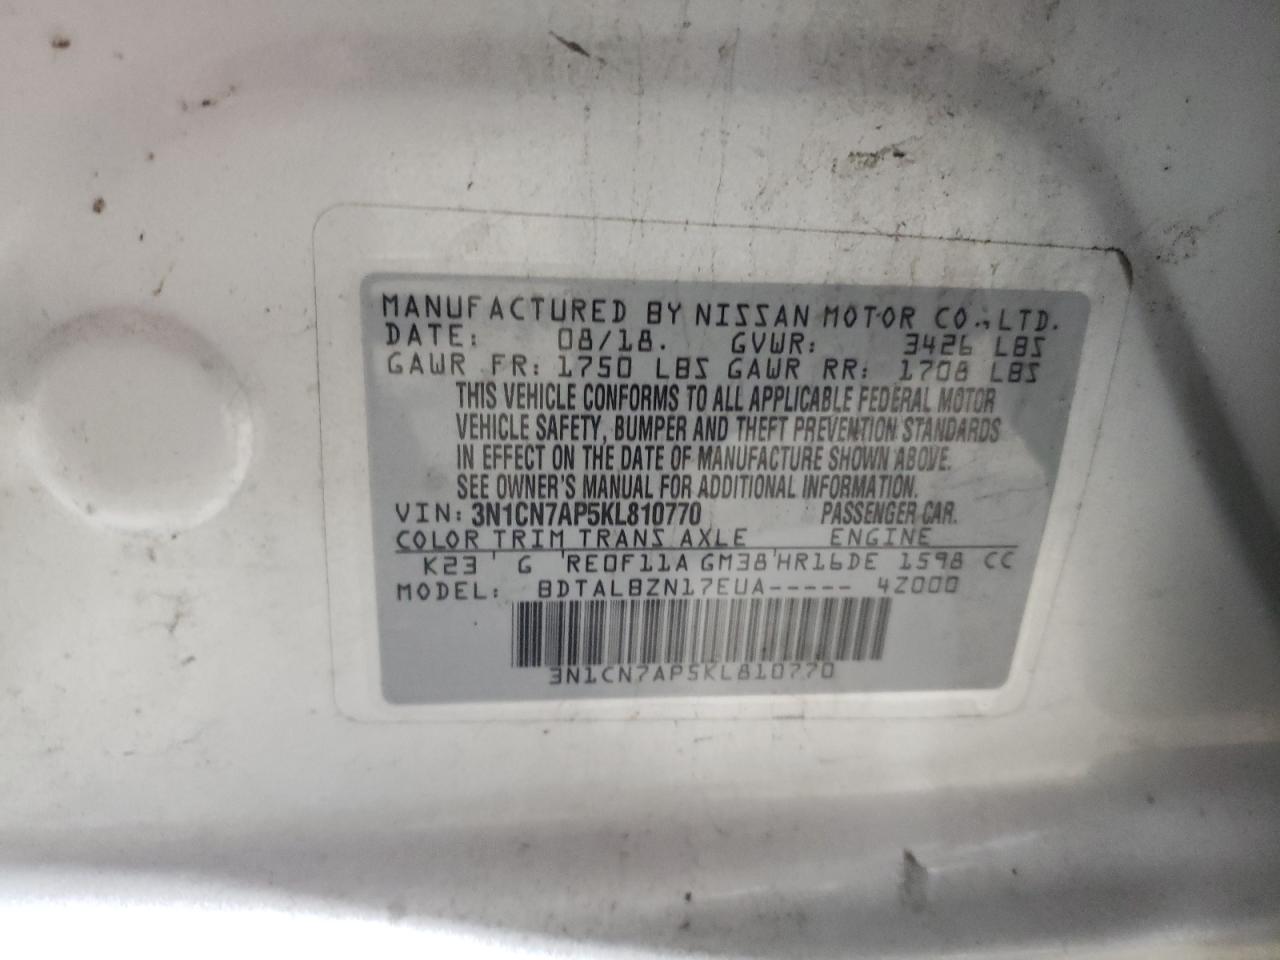 MANUFACTURED BY NISSAN MOTOR CO., LTD.
DATE: 08/18. GVWR: 3426 LBS
GAWR FR: 1750 LBS GAWR RR: 1708 LBS
THIS VEHICLE CONFORMS TO ALL APPLICABLE FEDERAL MOTOR
VEHICLE SAFETY, BUMPER AND THEFT PREVENTION STANDARDS
IN EFFECT ON THE DATE OF MANUFACTURE SHOWN ABOVE.
SEE OWNER'S MANUAL FOR ADDITIONAL INFORMATION.
VIN: 3N1CN7AP5KL810770 PASSENGER CAR.
COLOR TRIM TRANS AXLE ENGINE
K23 ' G 'RE0F11A GM38'HR16DE 1598 CC
MODEL: BDTALBZN17EUA----- 4Z000
3N1CN7AP5KL810770